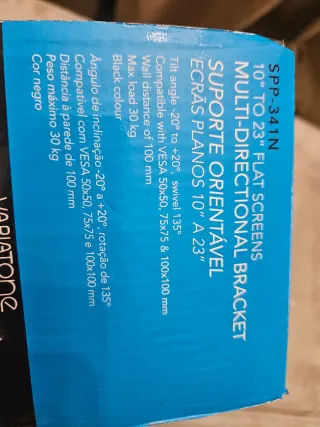 SPP-341N
10" TO 23" FLAT SCREENS
MULTI-DIRECTIONAL BRACKET
SUPORTE ORIENTÁVEL
ECRÃS PLANOS 10" A 23"
Tilt angle -20° to +20°, swivel 135°
Compatible with VESA 50x50, 75x75 & 100x100 mm
Wall distance of 100 mm
Max load 30 kg
Black colour
Ângulo de inclinação-20° a +20°, rotação de 135°
Compatível com VESA 50x50, 75x75 e 100x100 mm
Distância à parede de 100 mm
Peso máximo 30 kg
Cor negro
VARIATONE